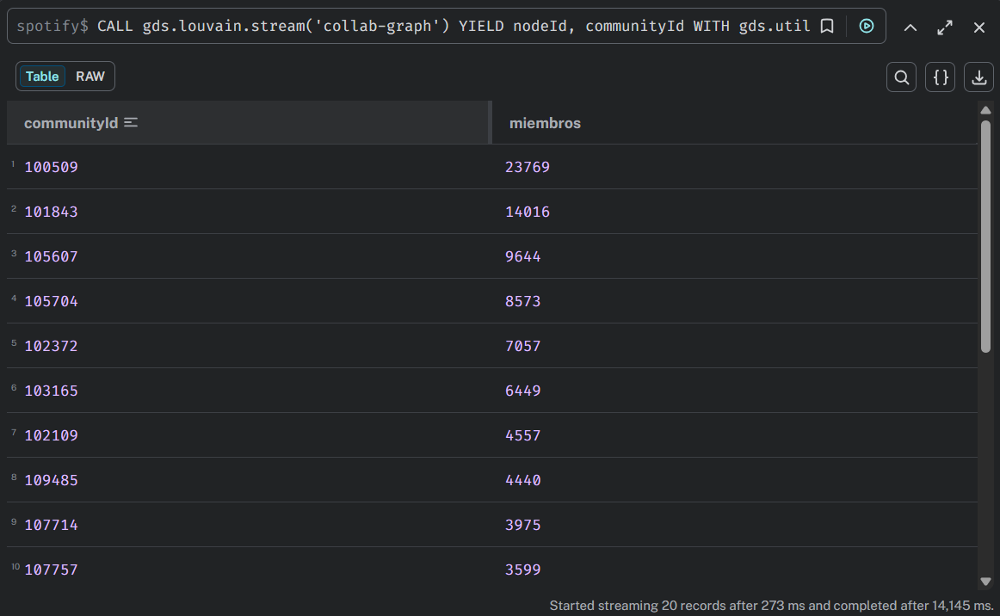 spotify$ CALL gds.louvain.stream('collab-graph') YIELD nodeId, communityId WITH gds.util
Table RAW
communityId miembros
1 100509 23769
2 101843 14016
3 105607 9644
4 105704 8573
5 102372 7057
6 103165 6449
7 102109 4557
8 109485 4440
9 107714 3975
10 107757 3599
Started streaming 20 records after 273 ms and completed after 14,145 ms.